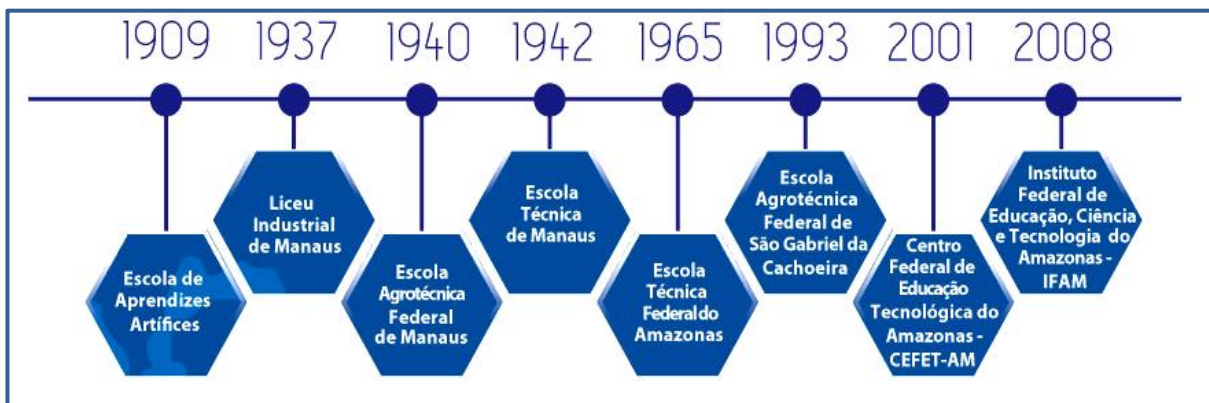 1909 1937 1940 1942 1965 1993 2001 2008
Escola de
Aprendizes
Artífices
Liceu
Industrial
de Manaus
Escola
Agrotécnica
Federal
de Manaus
Escola
Técnica
de Manaus
Escola
Técnica
Federal do
Amazonas
Escola
Agrotécnica
Federal de
São Gabriel da
Cachoeira
Centro
Federal de
Educação
Tecnológica do
Amazonas -
CEFET-AM
Instituto
Federal de
Educação, Ciência
e Tecnologia do
Amazonas -
IFAM